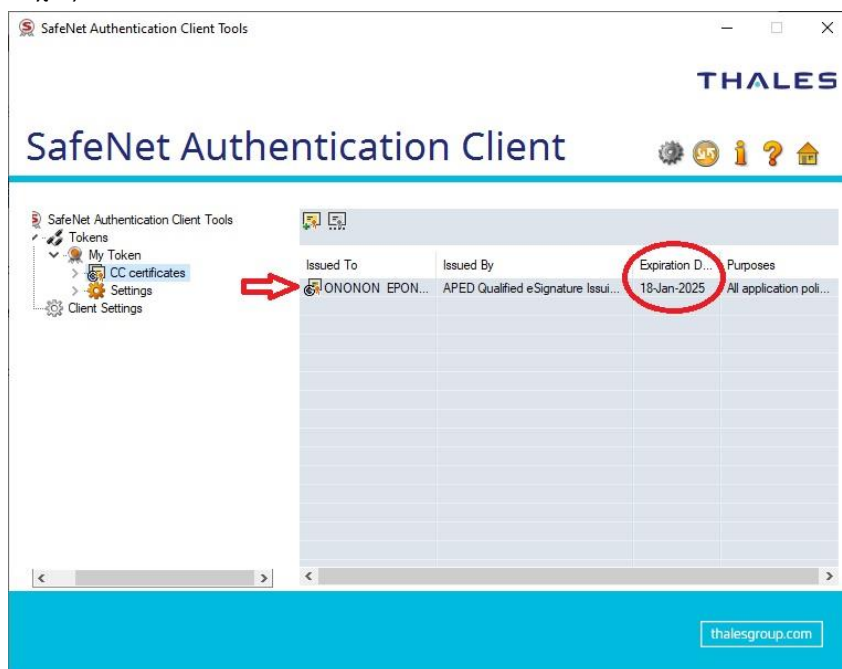 SafeNet Authentication Client Tools
THALES
SafeNet Authentication Client
SafeNet Authentication Client Tools
Tokens
My Token
CC certificates
Settings
Client Settings
Issued To Issued By Expiration D... Purposes
ONONON EPON... APED Qualified eSignature Issui... 18-Jan-2025 All application poli...
thalesgroup.com